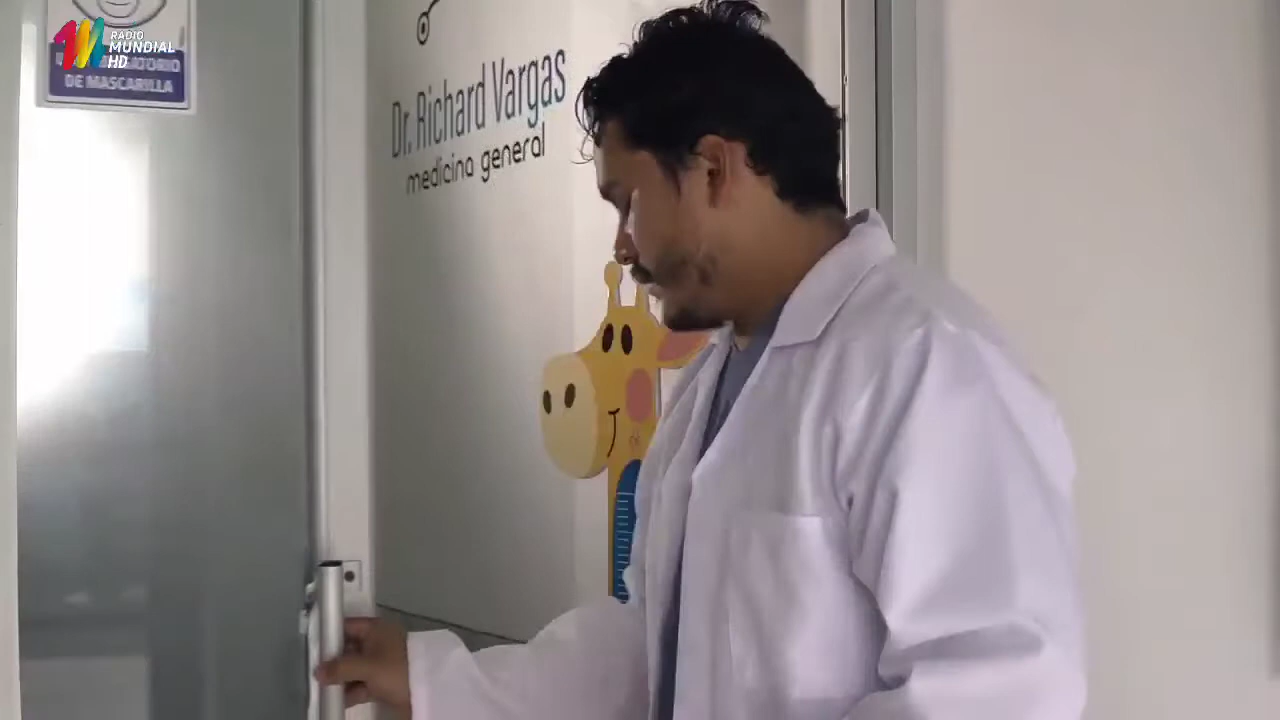 RADIO
MUNDIAL
HD
DE MASCARILLA
Dr. Richard Vargas
medicina general